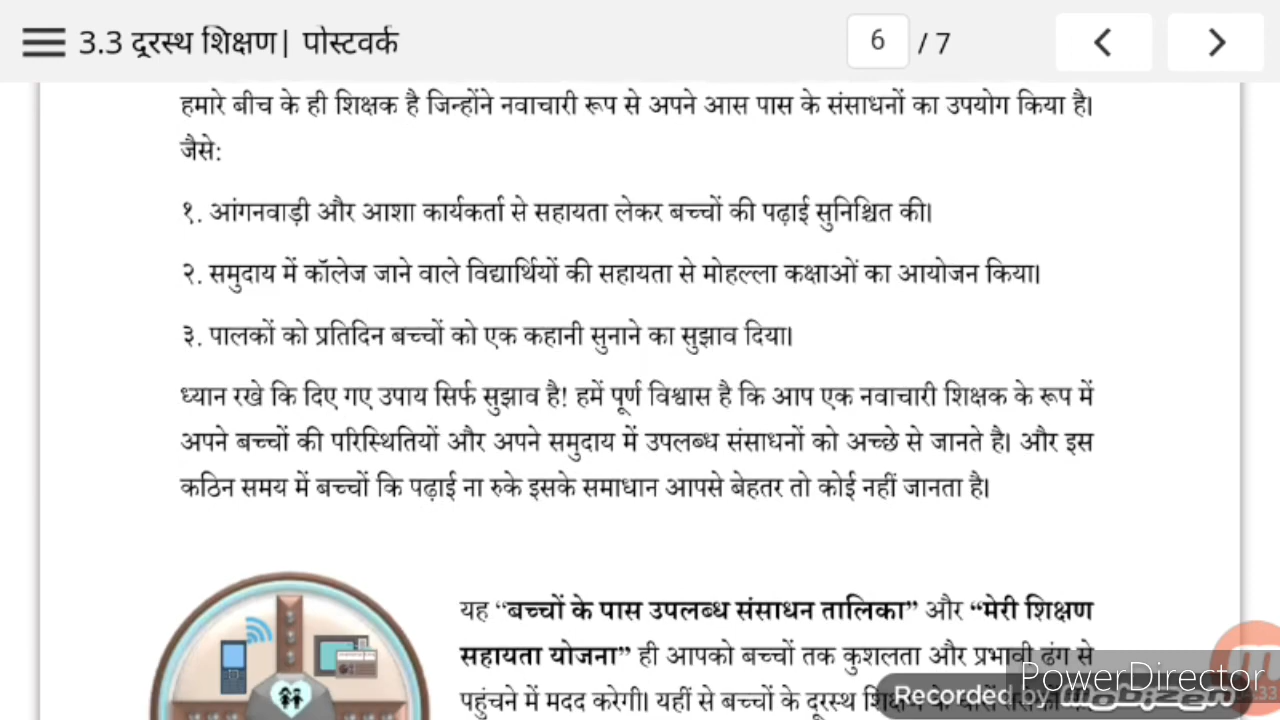 3.3 दूरस्थ शिक्षण| पोस्टवर्क
6 / 7
हमारे बीच के ही शिक्षक है जिन्होंने नवाचारी रूप से अपने आस पास के संसाधनों का उपयोग किया है।
जैसे:
१. आंगनवाड़ी और आशा कार्यकर्ता से सहायता लेकर बच्चों की पढ़ाई सुनिश्चित की।
२. समुदाय में कॉलेज जाने वाले विद्यार्थियों की सहायता से मोहल्ला कक्षाओं का आयोजन किया।
३. पालकों को प्रतिदिन बच्चों को एक कहानी सुनाने का सुझाव दिया।
ध्यान रखे कि दिए गए उपाय सिर्फ सुझाव है! हमें पूर्ण विश्वास है कि आप एक नवाचारी शिक्षक के रूप में
अपने बच्चों की परिस्थितियों और अपने समुदाय में उपलब्ध संसाधनों को अच्छे से जानते है। और इस
कठिन समय में बच्चों कि पढ़ाई ना रुके इसके समाधान आपसे बेहतर तो कोई नहीं जानता है।
यह “बच्चों के पास उपलब्ध संसाधन तालिका” और “मेरी शिक्षण
सहायता योजना” ही आपको बच्चों तक कुशलता और प्रभावी ढंग से
पहुंचने में मदद करेगी। यहीं से बच्चों के दूरस्थ
PowerDirector
Recorded by mobizen